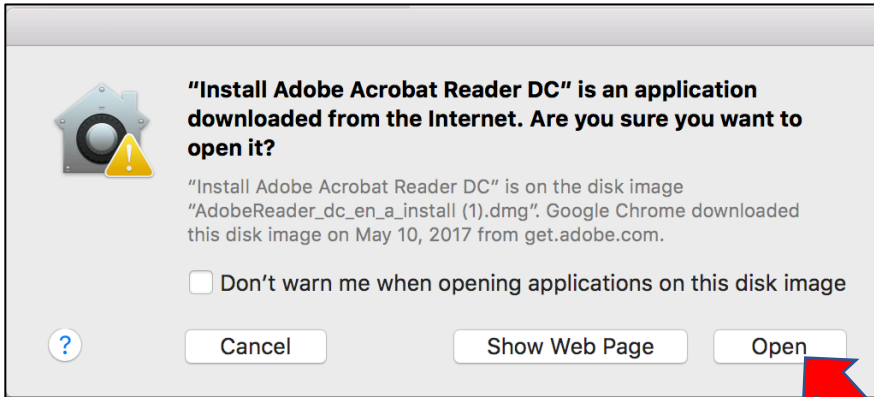 “Install Adobe Acrobat Reader DC” is an application
downloaded from the Internet. Are you sure you want to
open it?
“Install Adobe Acrobat Reader DC” is on the disk image
“AdobeReader_dc_en_a_install (1).dmg”. Google Chrome downloaded
this disk image on May 10, 2017 from get.adobe.com.
Don’t warn me when opening applications on this disk image
? Cancel Show Web Page Open